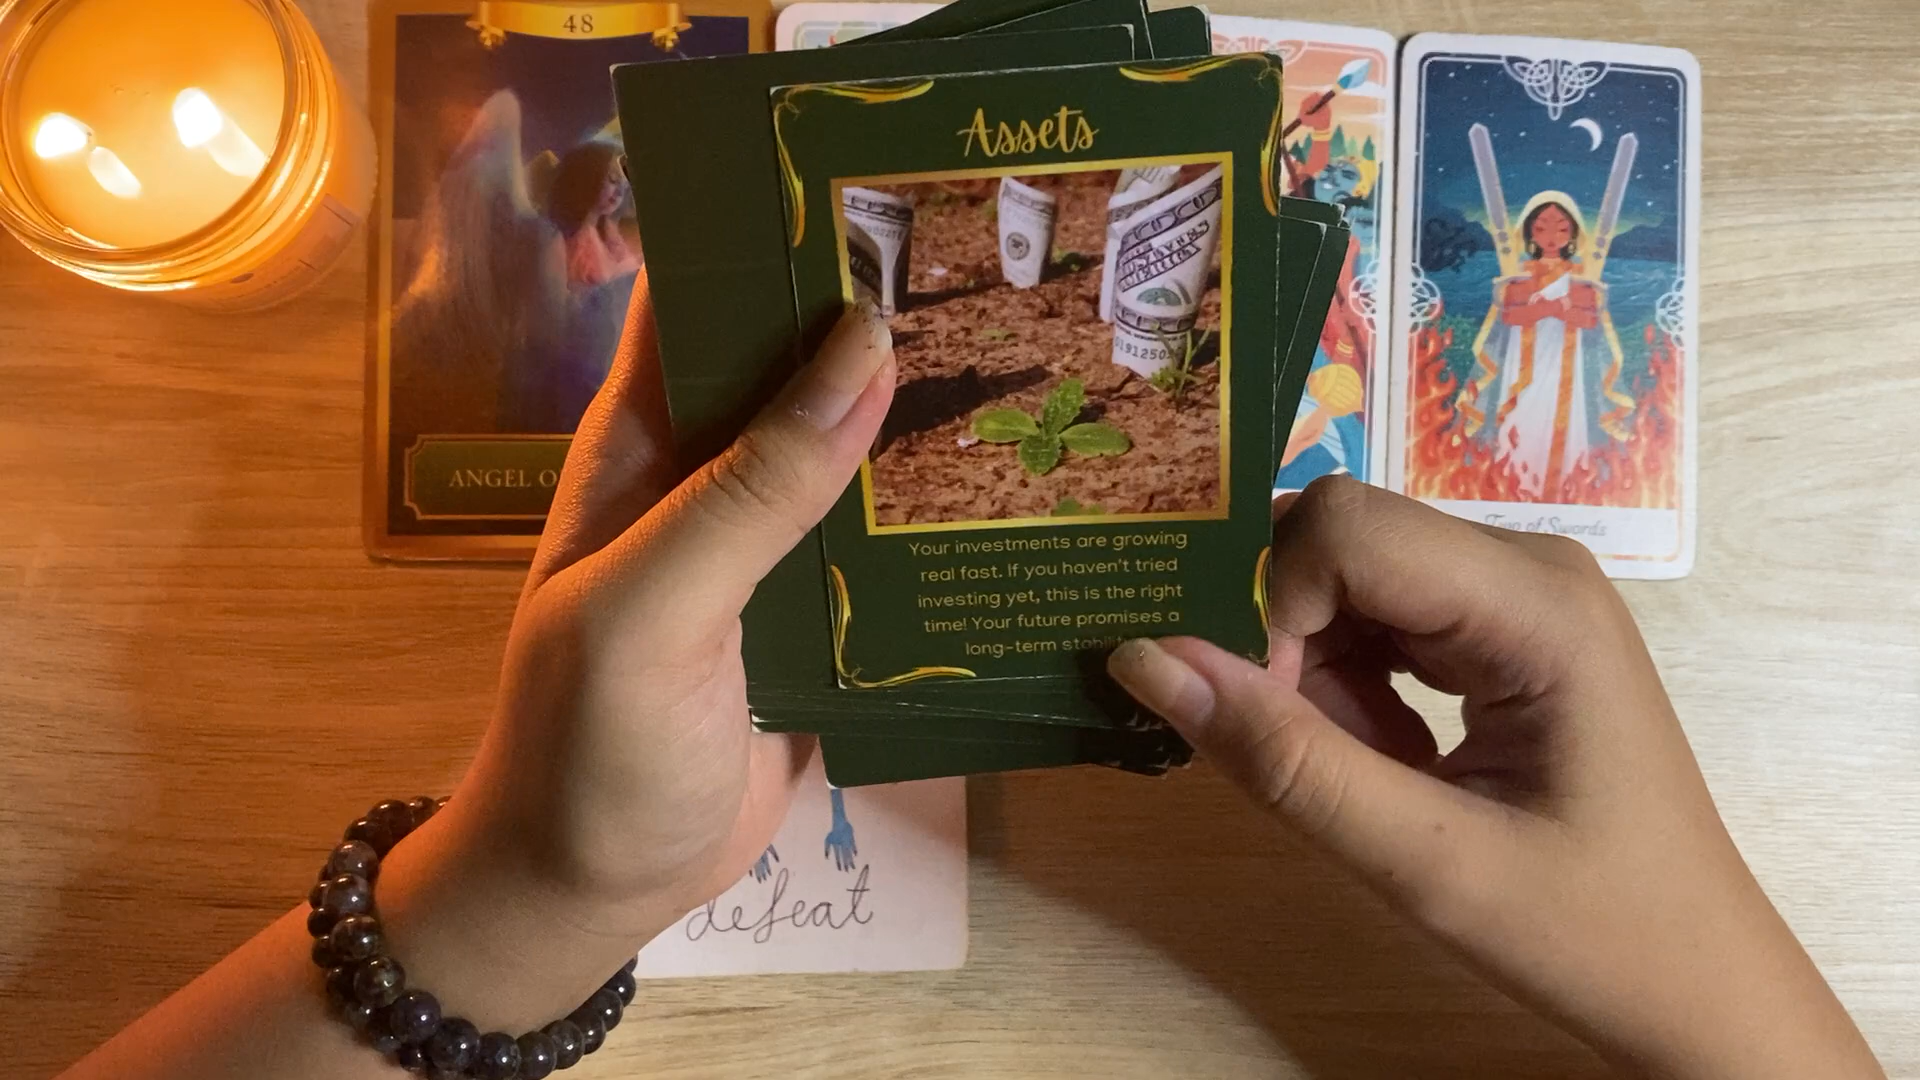 48
ANGEL
Assets
Your investments are growing
real fast. If you haven't tried
investing yet, this is the right
time! Your future promises a
long-term
Two of Swords
defeat